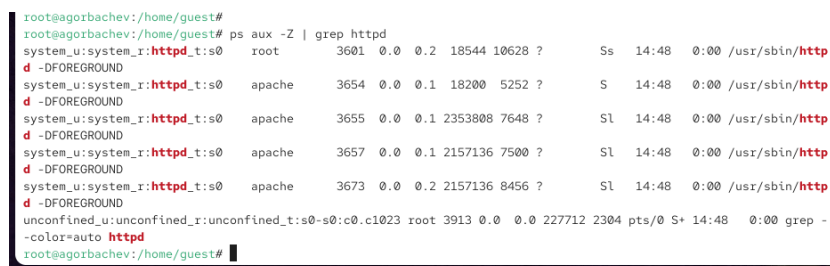 root@agorbachev:/home/guest#
root@agorbachev:/home/guest# ps aux -Z | grep httpd
system_u:system_r:httpd_t:s0    root        3601  0.0  0.2  18544 10628 ?        Ss   14:48   0:00 /usr/sbin/http
d -DFOREGROUND
system_u:system_r:httpd_t:s0    apache      3654  0.0  0.1  18200  5252 ?        S    14:48   0:00 /usr/sbin/http
d -DFOREGROUND
system_u:system_r:httpd_t:s0    apache      3655  0.0  0.1 2353808 7648 ?        Sl   14:48   0:00 /usr/sbin/http
d -DFOREGROUND
system_u:system_r:httpd_t:s0    apache      3657  0.0  0.1 2157136 7500 ?        Sl   14:48   0:00 /usr/sbin/http
d -DFOREGROUND
system_u:system_r:httpd_t:s0    apache      3673  0.0  0.2 2157136 8456 ?        Sl   14:48   0:00 /usr/sbin/http
d -DFOREGROUND
unconfined_u:unconfined_r:unconfined_t:s0-s0:c0.c1023 root 3913 0.0  0.0 227712 2304 pts/0 S+ 14:48   0:00 grep -
-color=auto httpd
root@agorbachev:/home/guest#